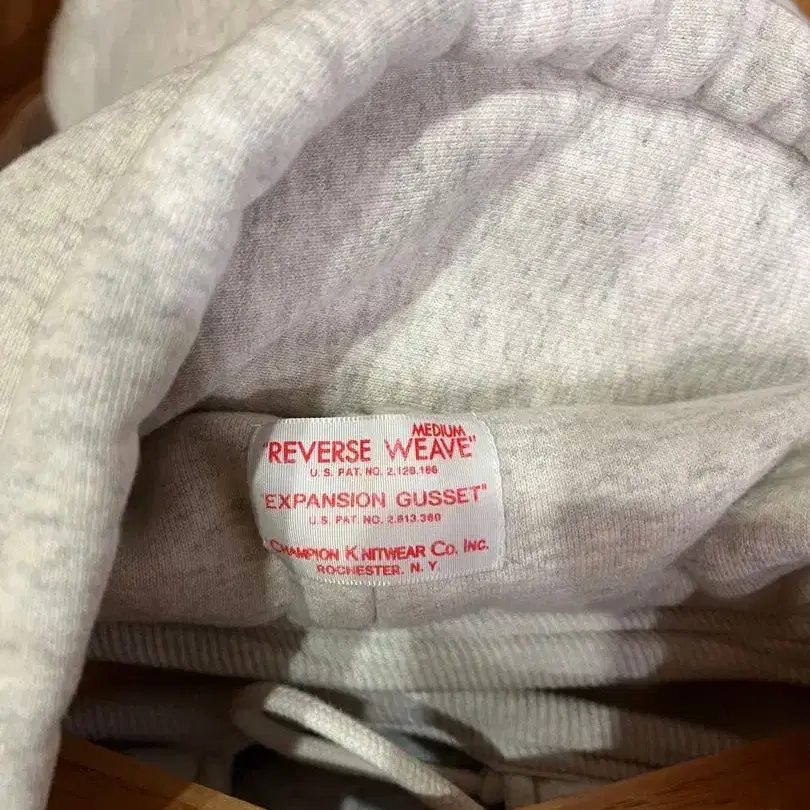 MEDIUM
"REVERSE WEAVE"
U. S. PAT. NO. 2.126.186
"EXPANSION GUSSET"
U. S. PAT. NO. 2.613.360
CHAMPION KNITWEAR CO. INC.
ROCHESTER. N. Y